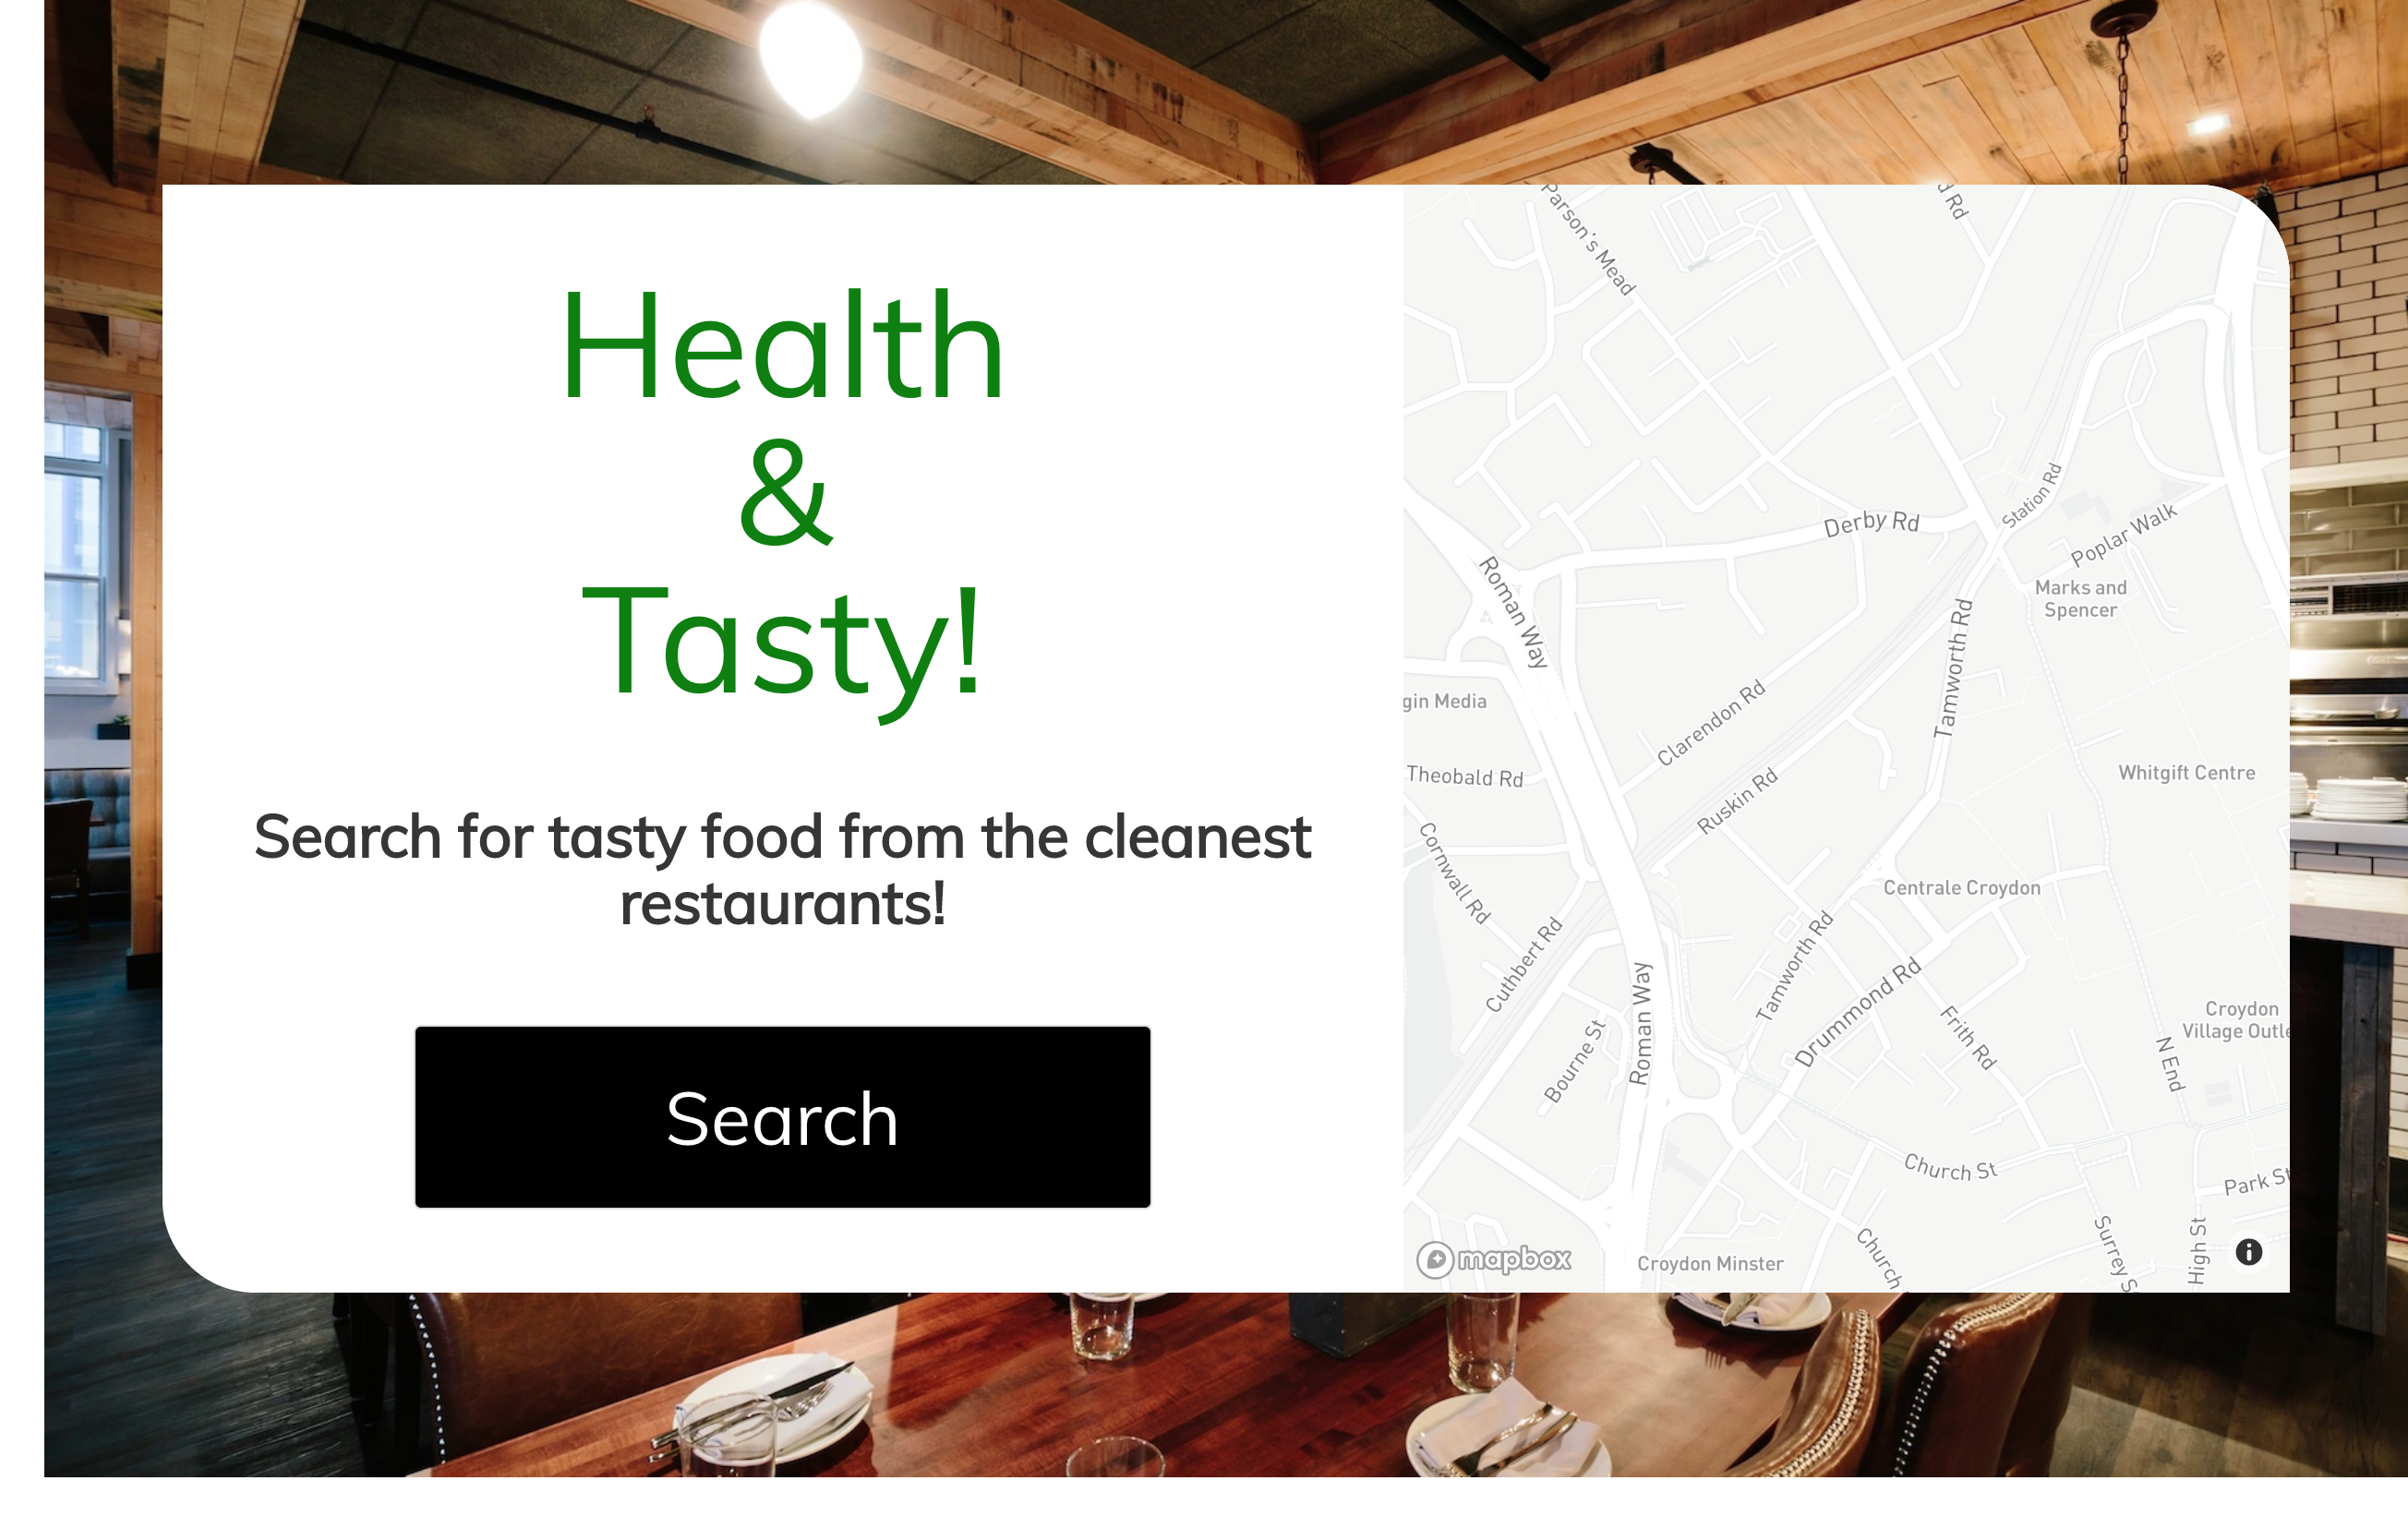 Health
&
Tasty!
Search for tasty food from the cleanest
restaurants!
Search
Parson's Mead
d Rd
Derby Rd
Station Rd
Poplar Walk
Marks and
Spencer
Roman Way
Tamworth Rd
gin Media
Clarendon Rd
Theobald Rd
Ruskin Rd
Whitgift Centre
Cornwall Rd
Centrale Croydon
Cuthbert Rd
Tamworth Rd
Roman Way
Drummond Rd
Frith Rd
Croydon
Village Outle
Bourne St
N End
Church St
Park St
Surrey S
High St
Church
Croydon Minster
mapbox